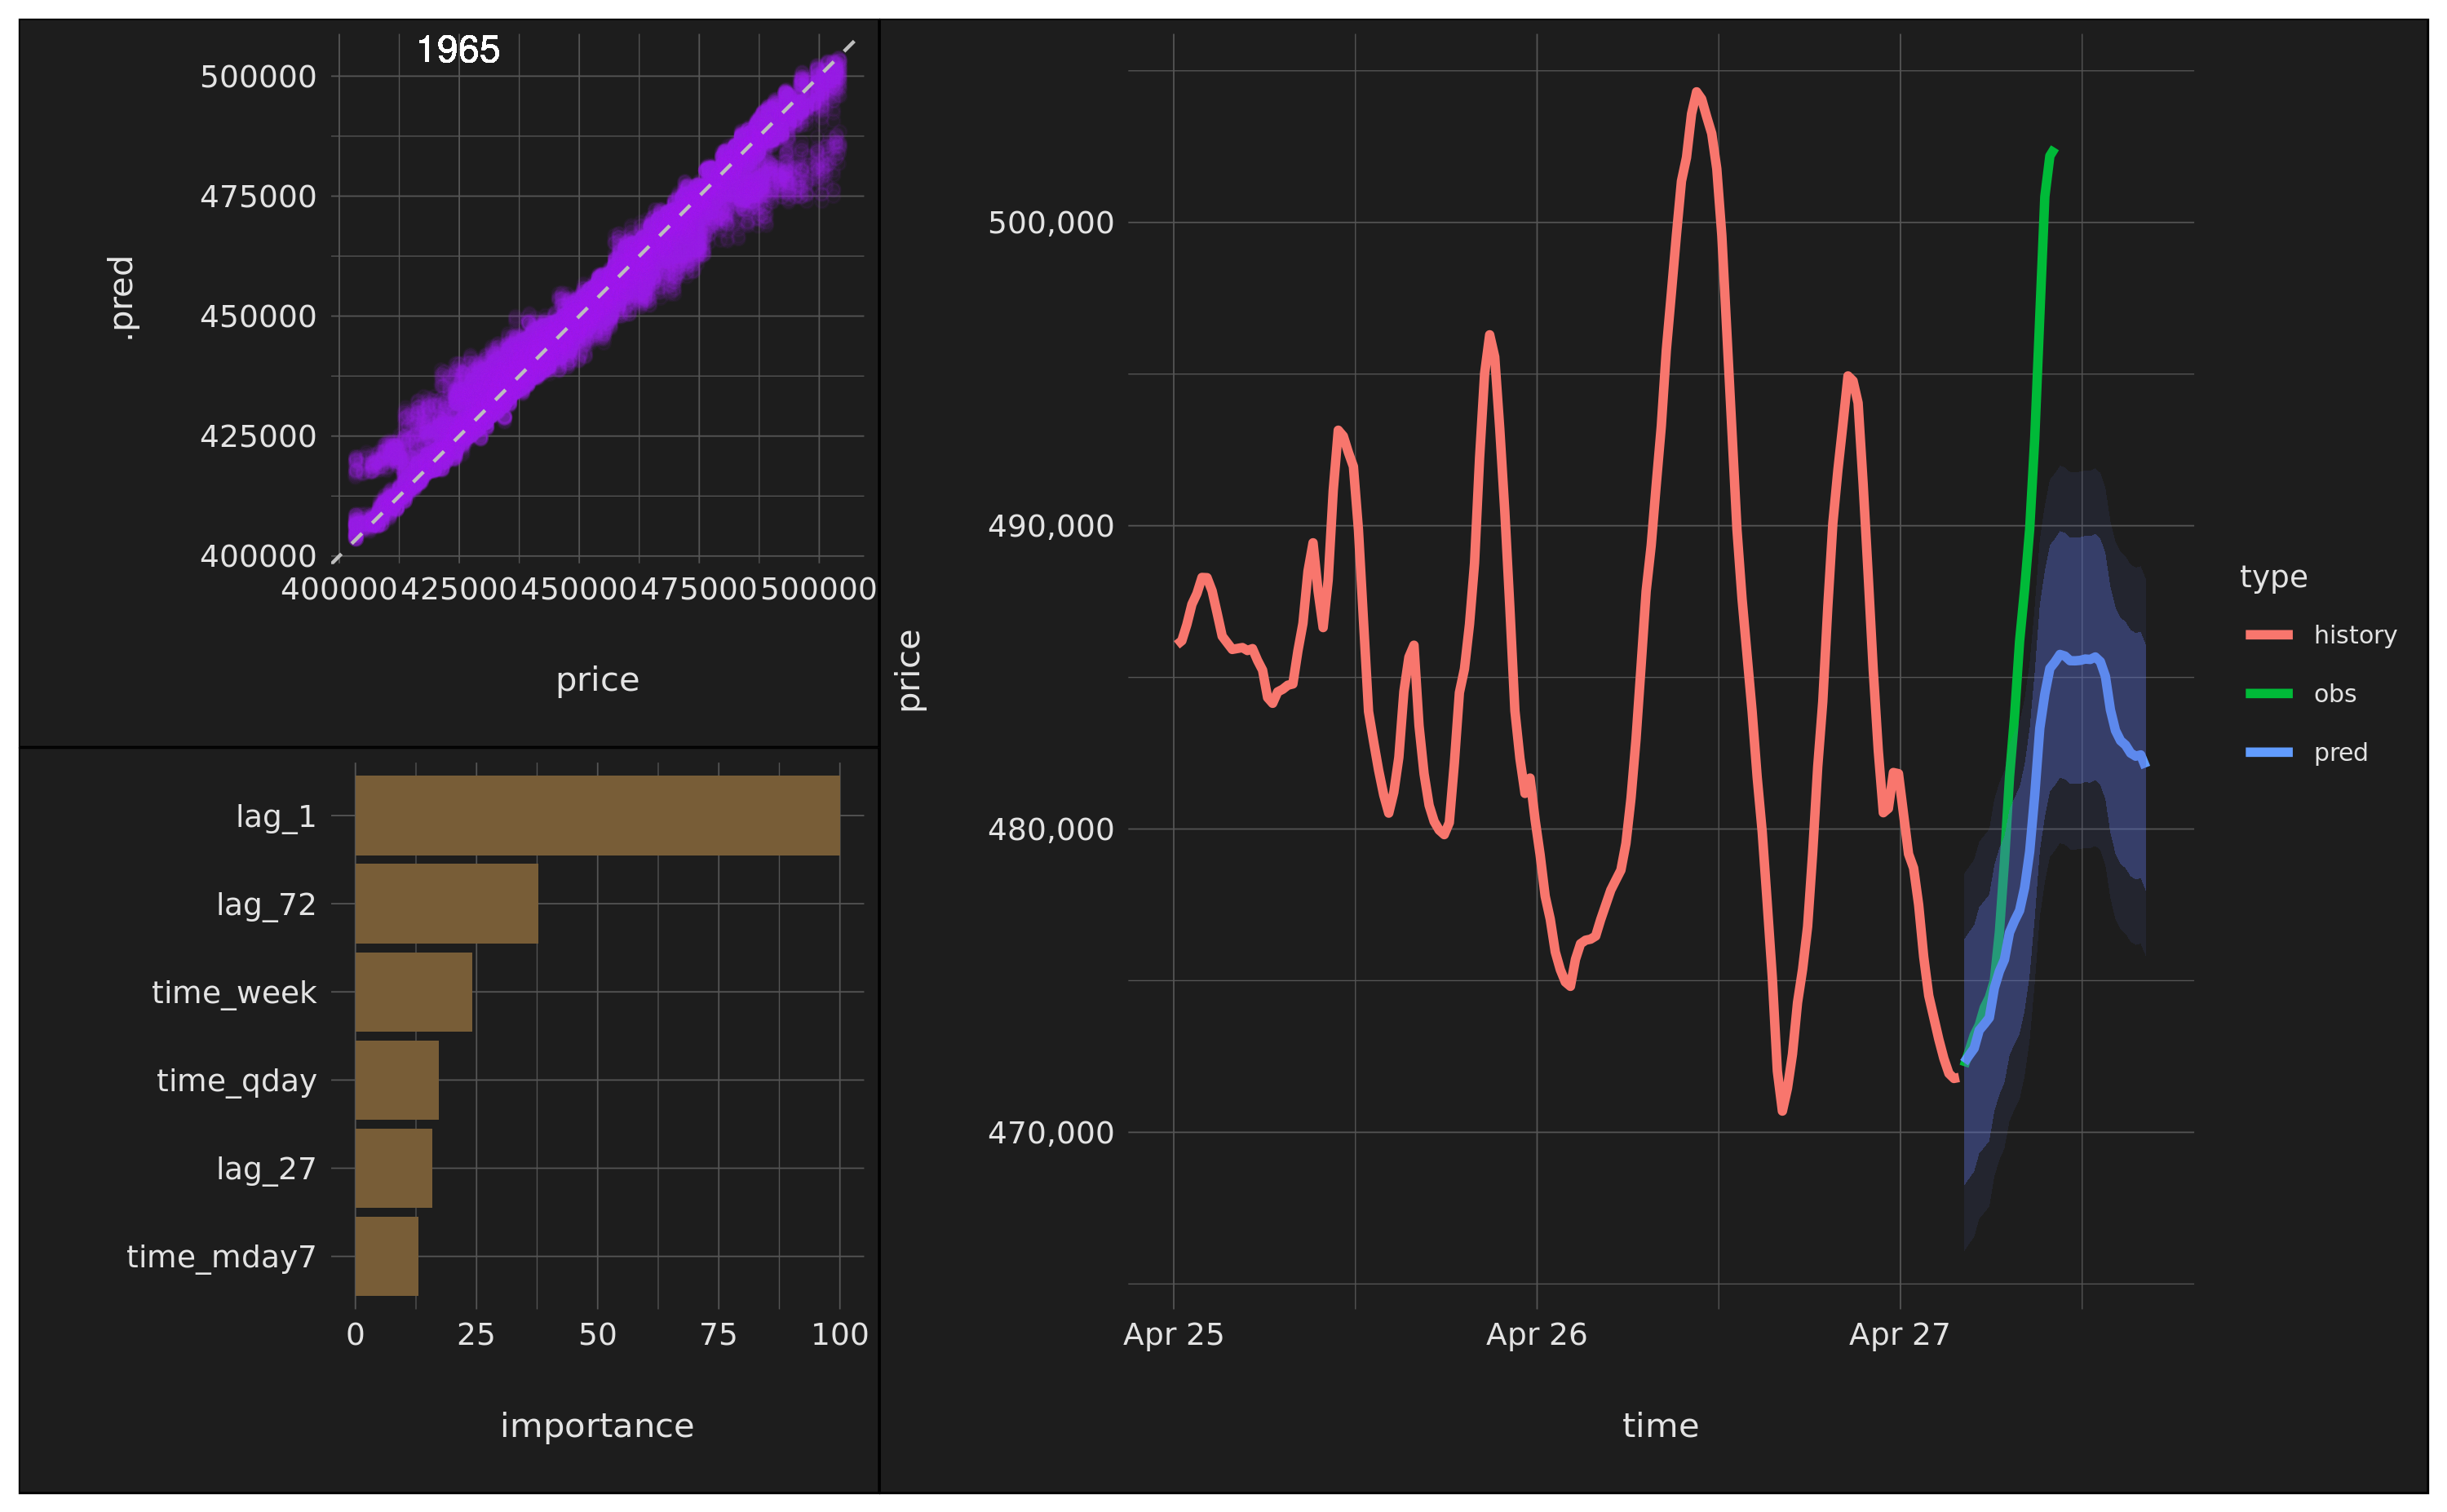 1965
500000
475000
450000
425000
400000
.pred
400000 425000 450000 475000 500000
price
lag_1
lag_72
time_week
time_qday
lag_27
time_mday7
0 25 50 75 100
importance
500,000
490,000
480,000
470,000
price
Apr 25 Apr 26 Apr 27
time
type
history
obs
pred